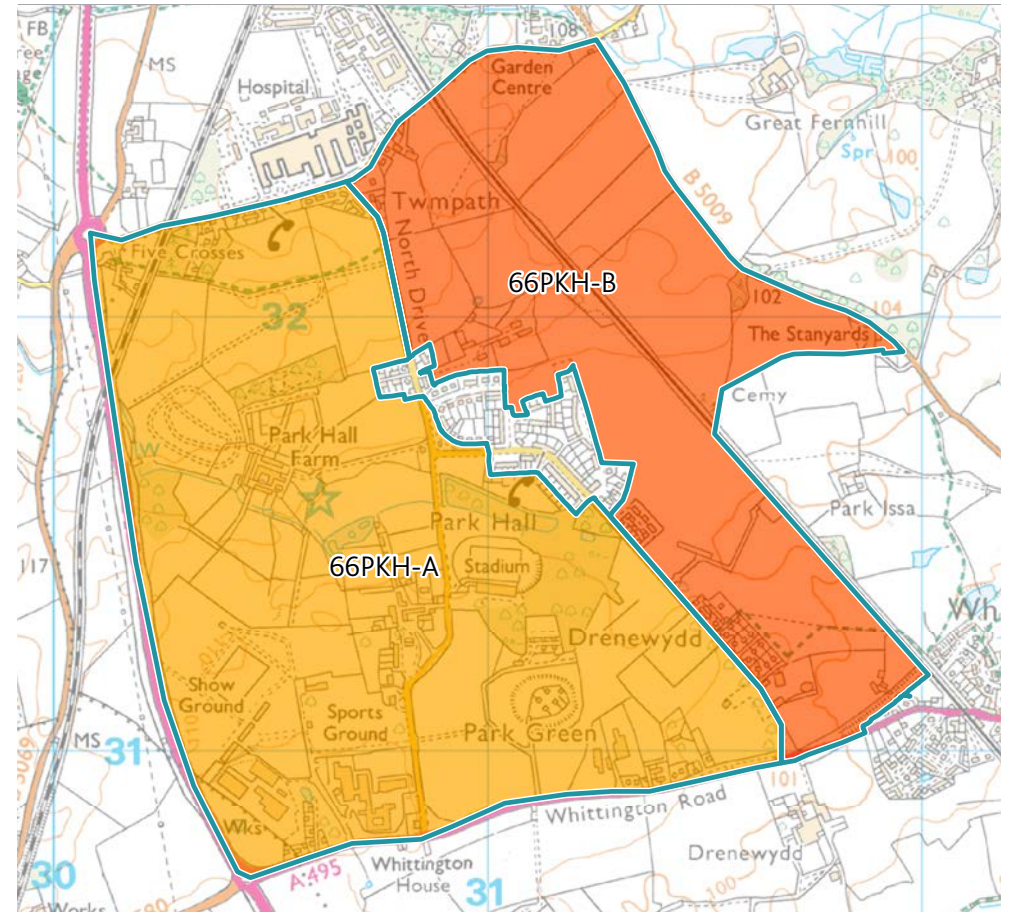 FB
MS
108
Hospital
Garden
Centre
Great Fernhill
Spr
100
B 5009
Twmpath
North Drive
Five Crosses
66PKH-B
102
104
32
The Stanyards
Cemy
Park Hall
Farm
W
Park Issa
Park Hall
117
66PKH-A
Stadium
Wh
Drenewydd
Show
Ground
Sports
Ground
Park Green
MS
31
101
Whittington Road
Wks
Whittington
House
Drenewydd
30
A 495
31
100
Works